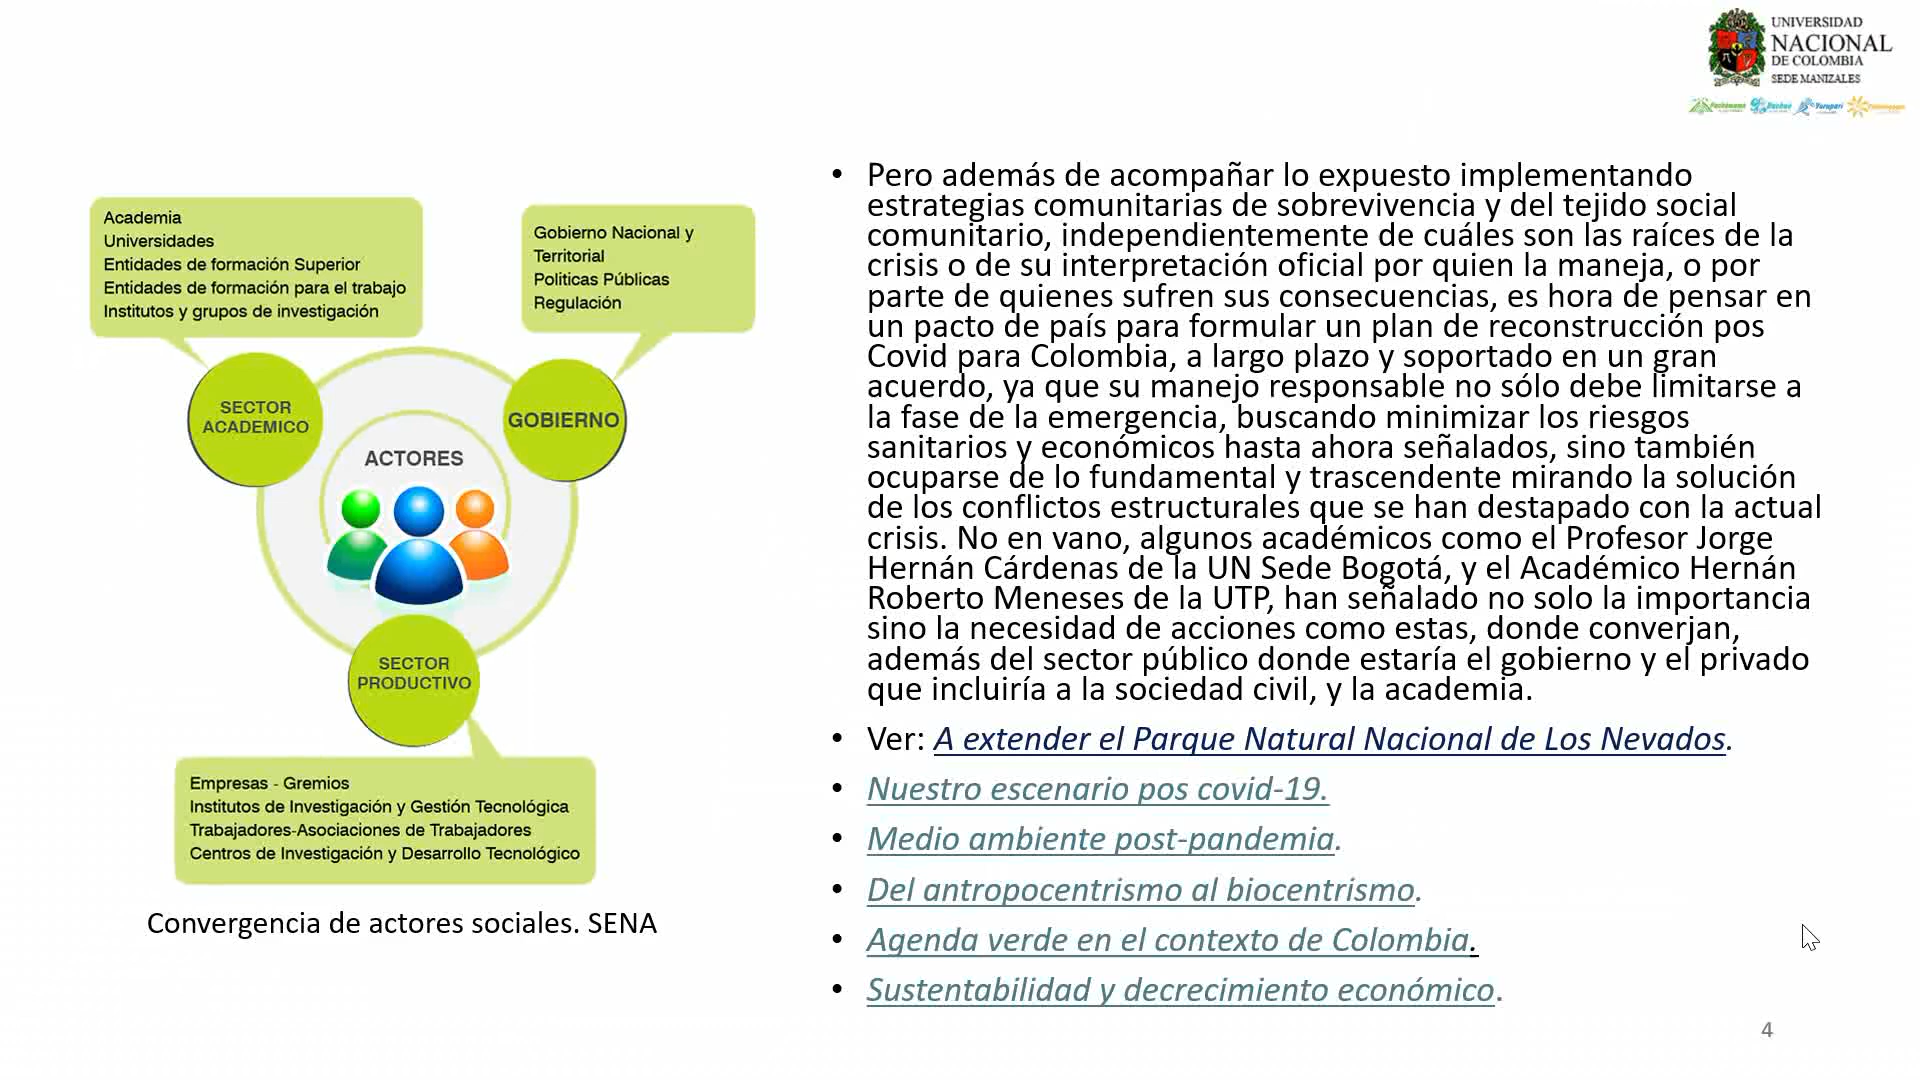 UNIVERSIDAD
NACIONAL
DE COLOMBIA
SEDE MANIZALES
Academia
Universidades
Entidades de formación Superior
Entidades de formación para el trabajo
Institutos y grupos de investigación
Gobierno Nacional y
Territorial
Politicas Públicas
Regulación
SECTOR
ACADEMICO
GOBIERNO
ACTORES
SECTOR
PRODUCTIVO
Empresas - Gremios
Institutos de Investigación y Gestión Tecnológica
Trabajadores-Asociaciones de Trabajadores
Centros de Investigación y Desarrollo Tecnológico
Convergencia de actores sociales. SENA
• Pero además de acompañar lo expuesto implementando
estrategias comunitarias de sobrevivencia y del tejido social
comunitario, independientemente de cuáles son las raíces de la
crisis o de su interpretación oficial por quien la maneja, o por
parte de quienes sufren sus consecuencias, es hora de pensar en
un pacto de país para formular un plan de reconstrucción pos
Covid para Colombia, a largo plazo y soportado en un gran
acuerdo, ya que su manejo responsable no sólo debe limitarse a
la fase de la emergencia, buscando minimizar los riesgos
sanitarios y económicos hasta ahora señalados, sino también
ocuparse de lo fundamental y trascendente mirando la solución
de los conflictos estructurales que se han destapado con la actual
crisis. No en vano, algunos académicos como el Profesor Jorge
Hernán Cárdenas de la UN Sede Bogotá, y el Académico Hernán
Roberto Meneses de la UTP, han señalado no solo la importancia
sino la necesidad de acciones como estas, donde converjan,
además del sector público donde estaría el gobierno y el privado
que incluiría a la sociedad civil, y la academia.
• Ver: A extender el Parque Natural Nacional de Los Nevados.
• Nuestro escenario pos covid-19.
• Medio ambiente post-pandemia.
• Del antropocentrismo al biocentrismo.
• Agenda verde en el contexto de Colombia.
• Sustentabilidad y decrecimiento económico.
4